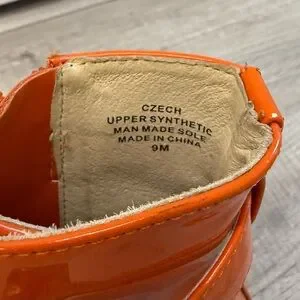 CZECH
UPPER SYNTHETIC
MAN MADE SOLE
MADE IN CHINA
9M